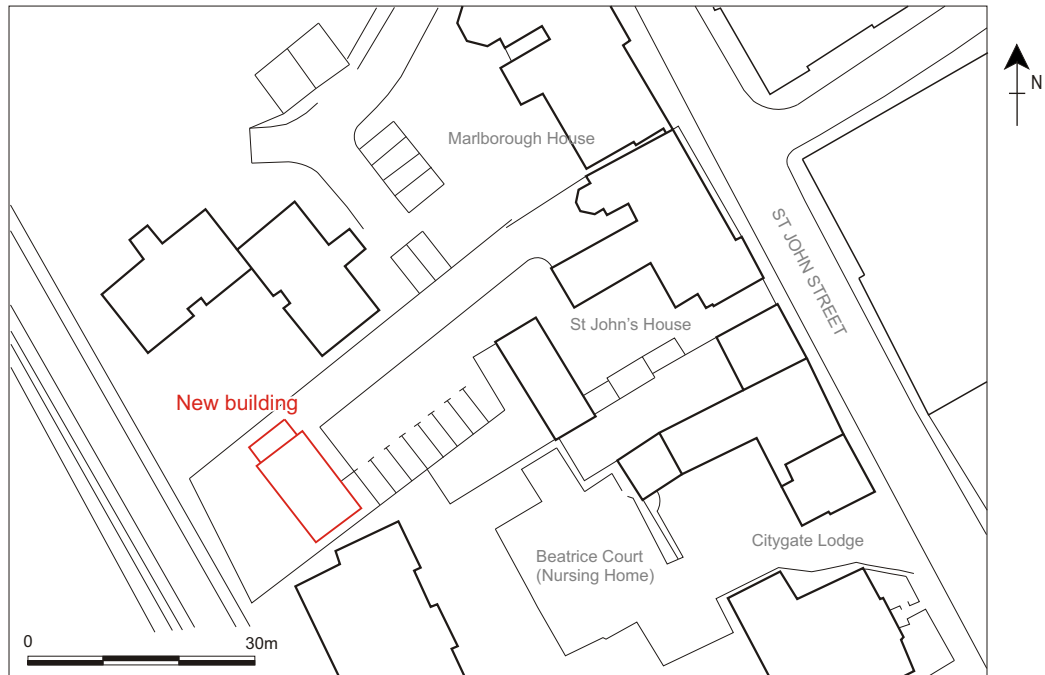 N
Marlborough House
ST JOHN STREET
St John's House
New building
Citygate Lodge
Beatrice Court
(Nursing Home)
0 30m